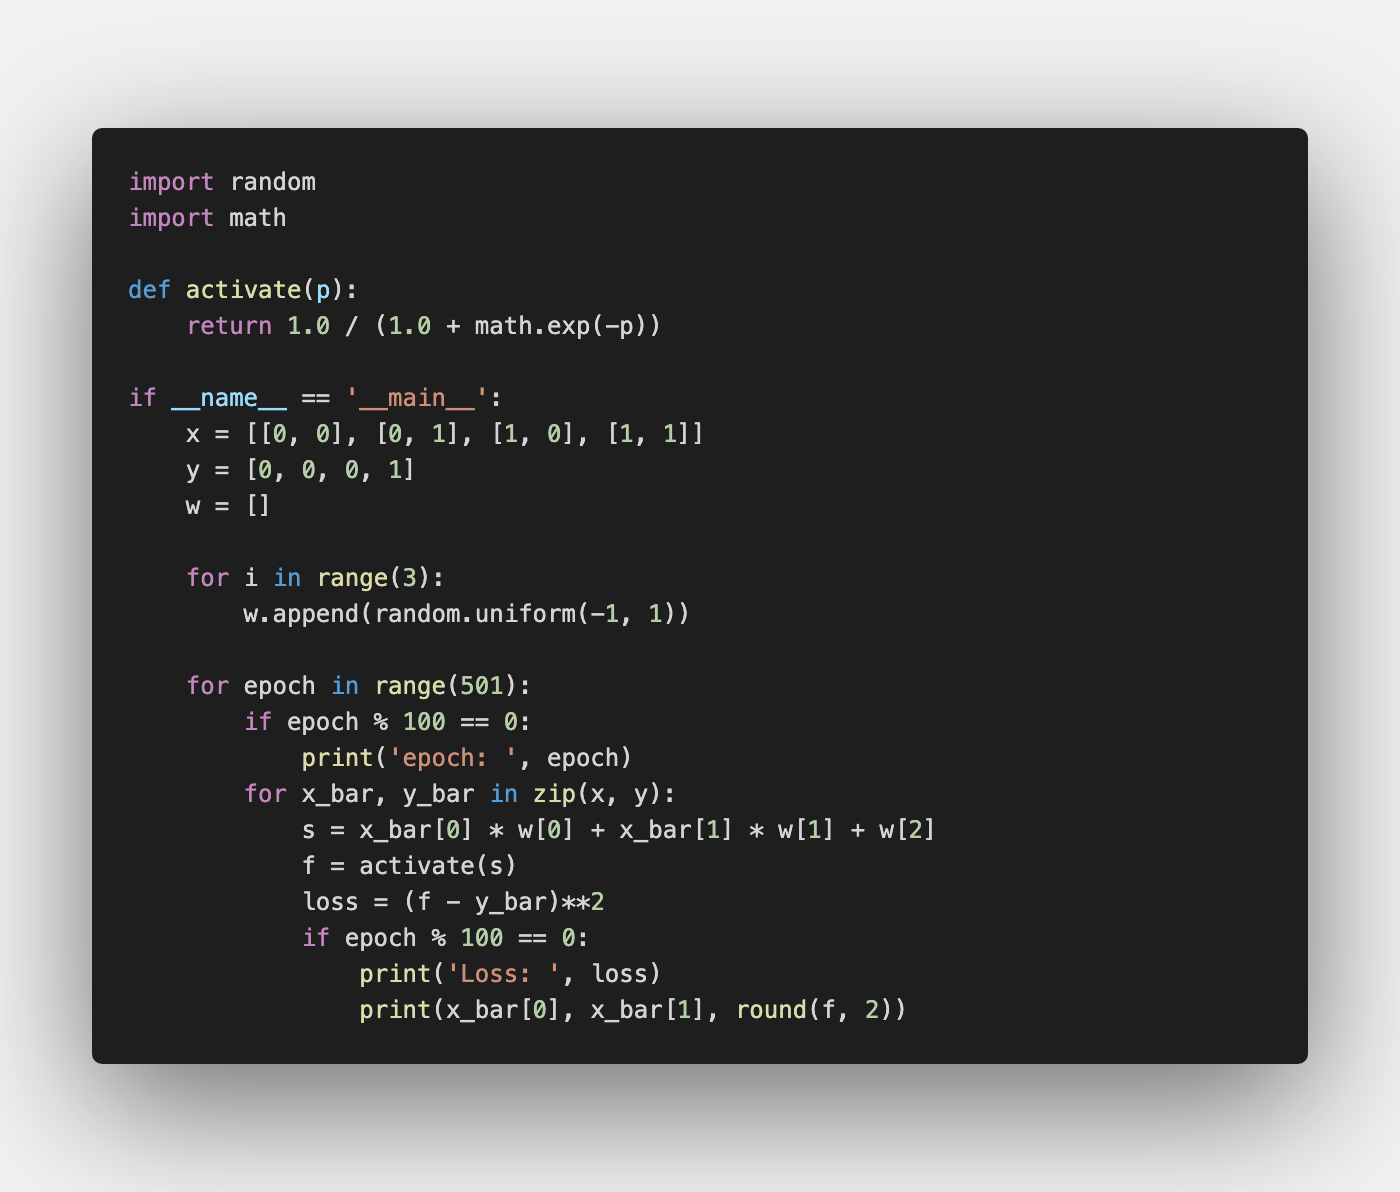 import random
import math

def activate(p):
    return 1.0 / (1.0 + math.exp(-p))

if __name__ == '__main__':
    x = [[0, 0], [0, 1], [1, 0], [1, 1]]
    y = [0, 0, 0, 1]
    w = []

    for i in range(3):
        w.append(random.uniform(-1, 1))

    for epoch in range(501):
        if epoch % 100 == 0:
            print('epoch: ', epoch)
        for x_bar, y_bar in zip(x, y):
            s = x_bar[0] * w[0] + x_bar[1] * w[1] + w[2]
            f = activate(s)
            loss = (f - y_bar)**2
            if epoch % 100 == 0:
                print('Loss: ', loss)
                print(x_bar[0], x_bar[1], round(f, 2))